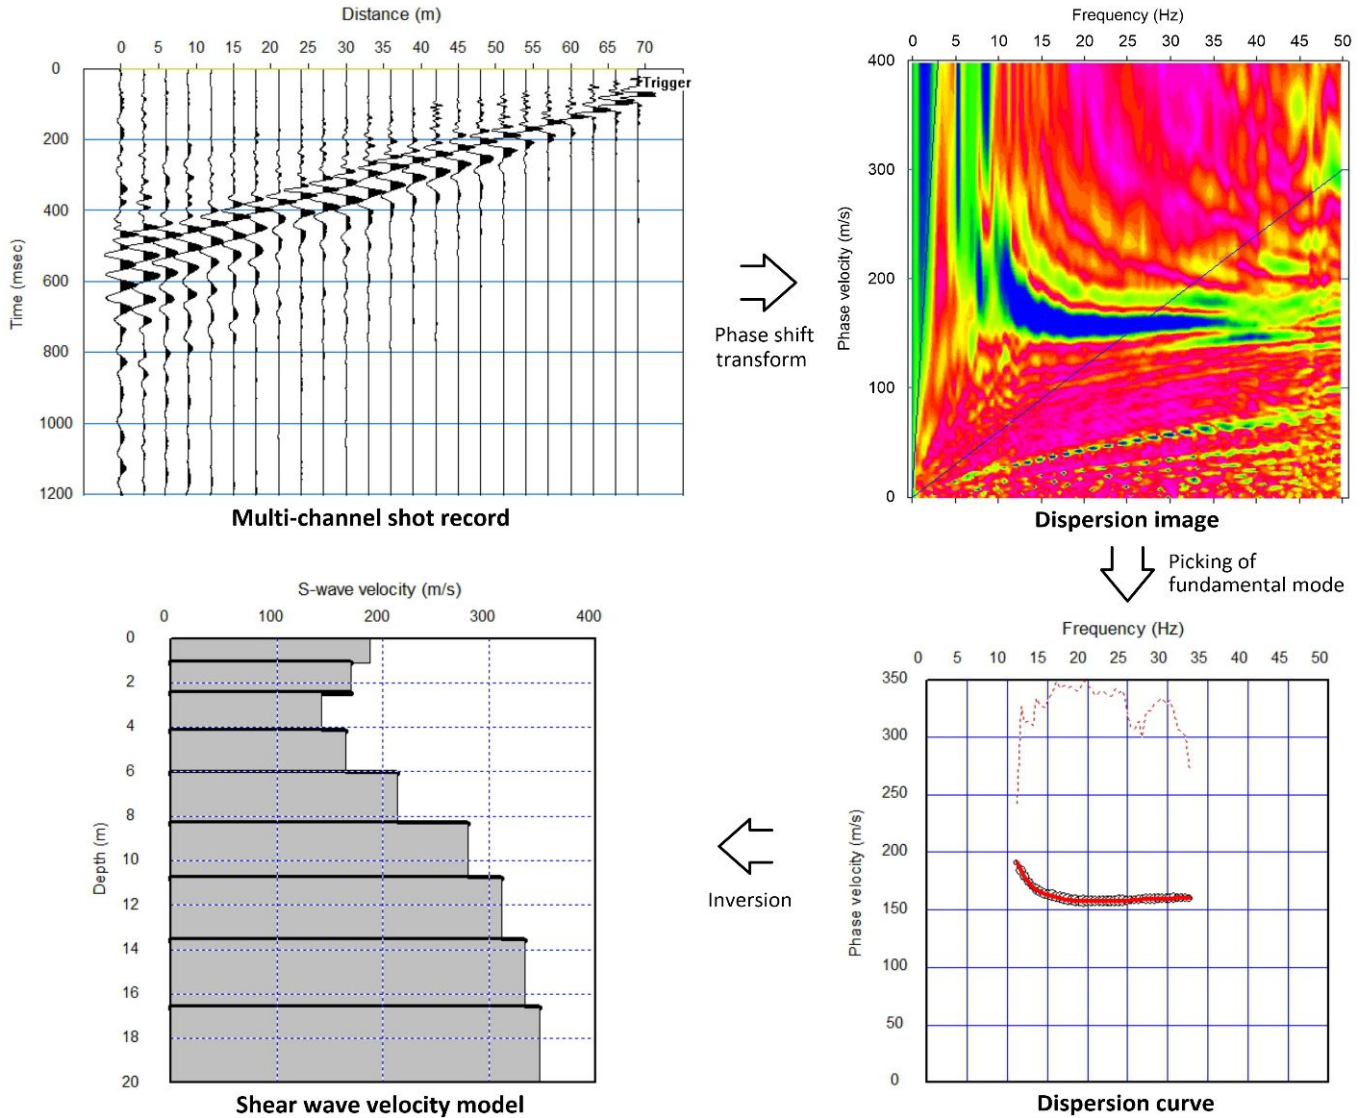 Distance (m)
0 5 10 15 20 25 30 35 40 45 50 55 60 65 70
Trigger
0
200
400
600
800
1000
1200
Time (msec)
Multi-channel shot record
Phase shift
transform
Frequency (Hz)
0 5 10 15 20 25 30 35 40 45 50
400
300
200
100
0
Phase velocity (m/s)
Dispersion image
Picking of
fundamental mode
Frequency (Hz)
0 5 10 15 20 25 30 35 40 45 50
350
300
250
200
150
100
50
0
Phase velocity (m/s)
Dispersion curve
Inversion
S-wave velocity (m/s)
0 100 200 300 400
0
2
4
6
8
10
12
14
16
18
20
Depth (m)
Shear wave velocity model